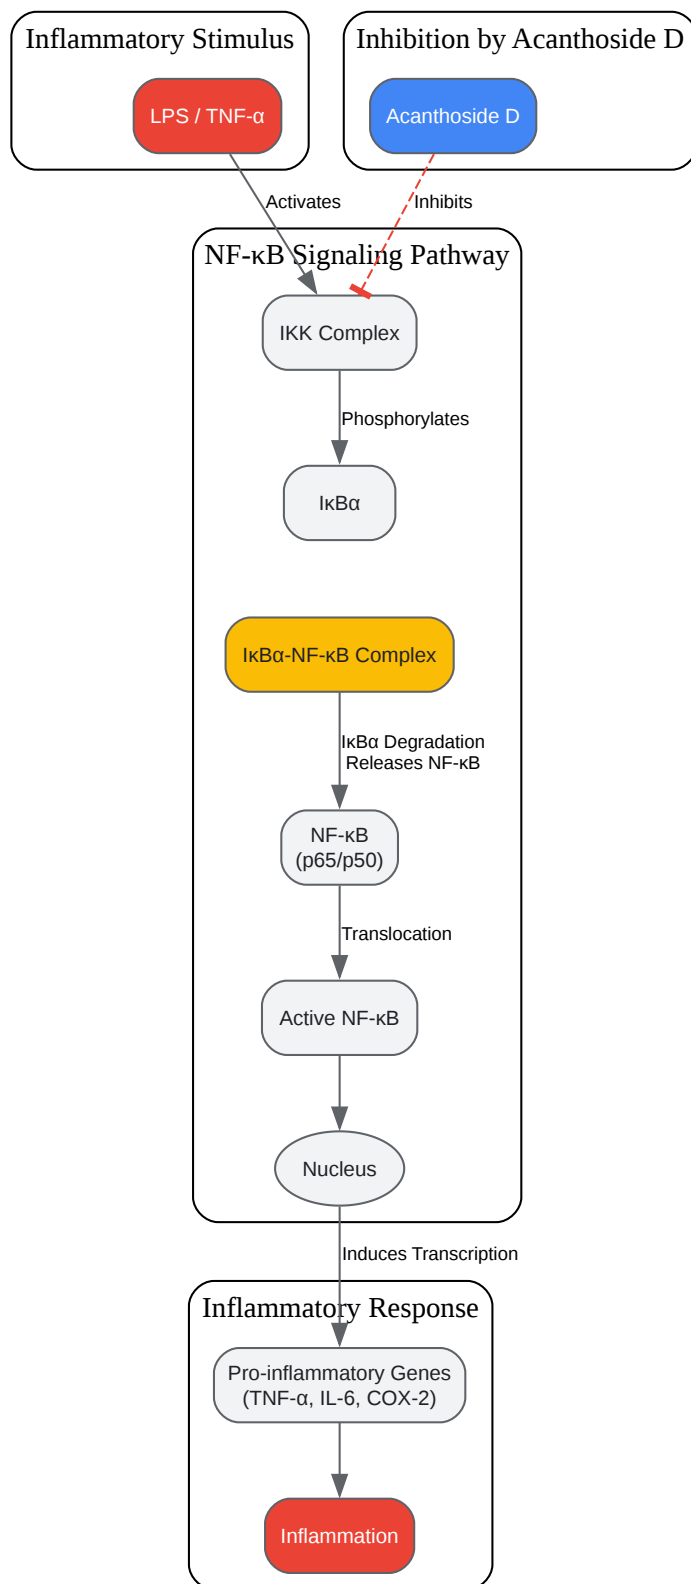 Inflammatory Stimulus
Inhibition by Acanthoside D
LPS / TNF-α
Acanthoside D
Activates
Inhibits
NF-κB Signaling Pathway
IKK Complex
Phosphorylates
IκBα
IκBα-NF-κB Complex
IκBα Degradation
Releases NF-κB
NF-κB
(p65/p50)
Translocation
Active NF-κB
Nucleus
Induces Transcription
Inflammatory Response
Pro-inflammatory Genes
(TNF-α, IL-6, COX-2)
Inflammation